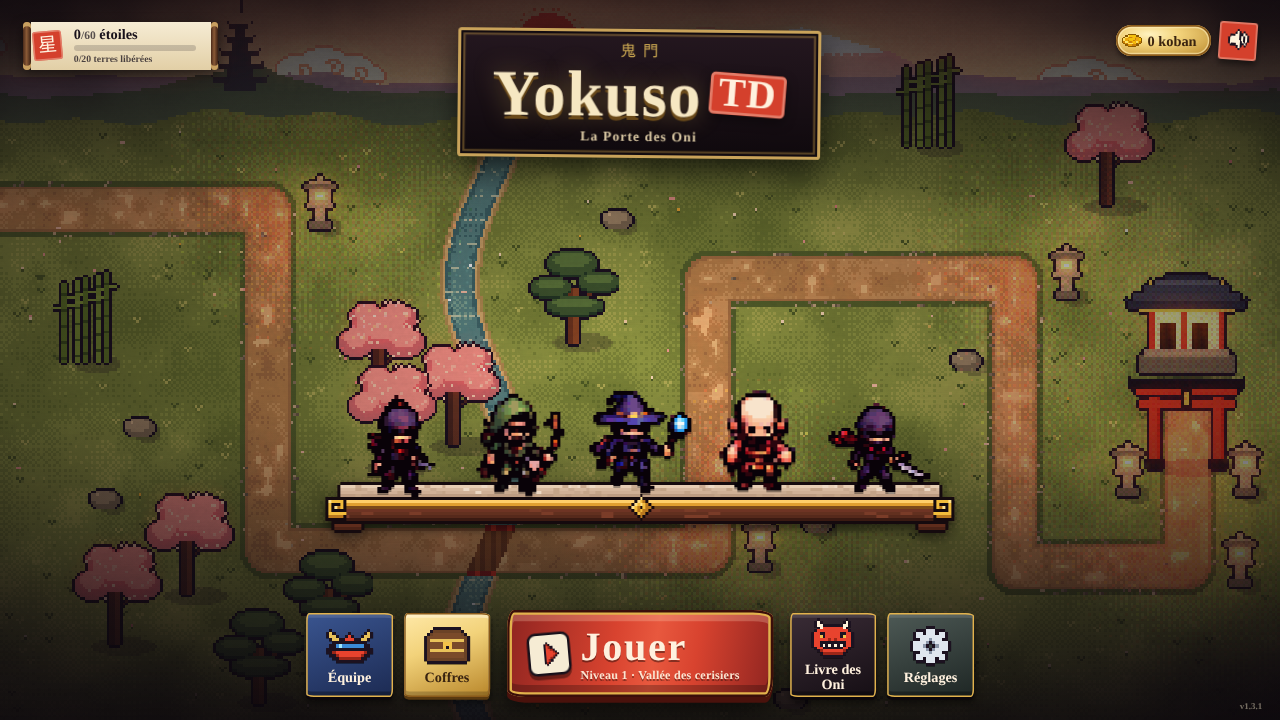 星
0/60 étoiles
0/20 terres libérées
鬼門
Yokuso TD
La Porte des Oni
0 koban
Équipe
Coffres
Jouer
Niveau 1 · Vallée des cerisiers
Livre des
Oni
Réglages
v1.3.1